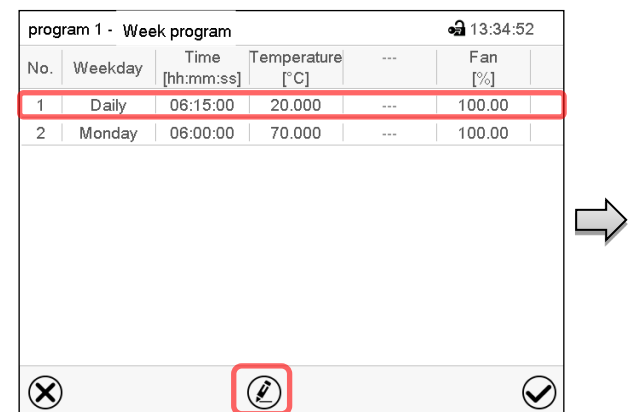 program 1 - Week program 13:34:52
No. Weekday Time [hh:mm:ss] Temperature [°C] --- Fan [%]
1 Daily 06:15:00 20.000 --- 100.00
2 Monday 06:00:00 70.000 --- 100.00